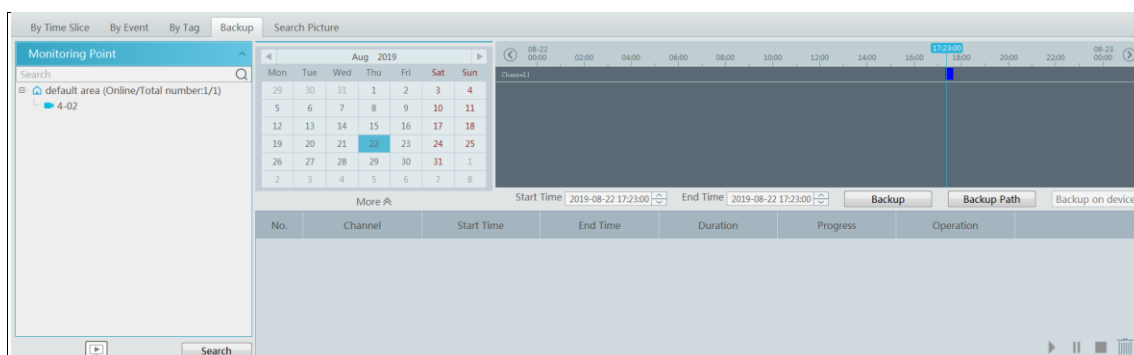 By Time Slice By Event By Tag Backup Search Picture
Monitoring Point
Search
default area (Online/Total number:1/1)
4-02
Search
Aug 2019
Mon Tue Wed Thu Fri Sat Sun
29 30 31 1 2 3 4
5 6 7 8 9 10 11
12 13 14 15 16 17 18
19 20 21 22 23 24 25
26 27 28 29 30 31 1
2 3 4 5 6 7 8
More
17:23:00
08-22 08-23
00:00 02:00 04:00 06:00 08:00 10:00 12:00 14:00 16:00 18:00 20:00 22:00 00:00
Channel1
Start Time 2019-08-22 17:23:00 End Time 2019-08-22 17:23:00 Backup Backup Path Backup on device
No. Channel Start Time End Time Duration Progress Operation